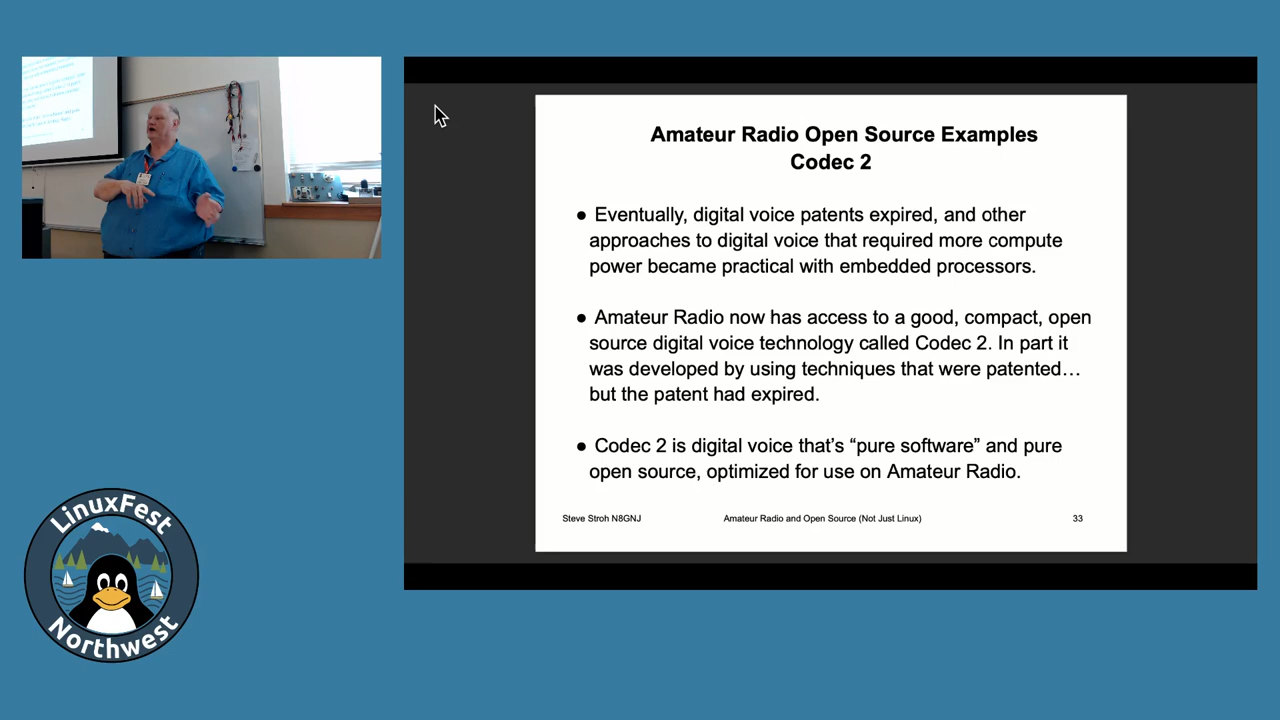 Amateur Radio Open Source Examples
Codec 2
● Eventually, digital voice patents expired, and other
approaches to digital voice that required more compute
power became practical with embedded processors.
● Amateur Radio now has access to a good, compact, open
source digital voice technology called Codec 2. In part it
was developed by using techniques that were patented…
but the patent had expired.
● Codec 2 is digital voice that’s “pure software” and pure
open source, optimized for use on Amateur Radio.
Steve Stroh N8GNJ
Amateur Radio and Open Source (Not Just Linux)
33
LinuxFest
Northwest